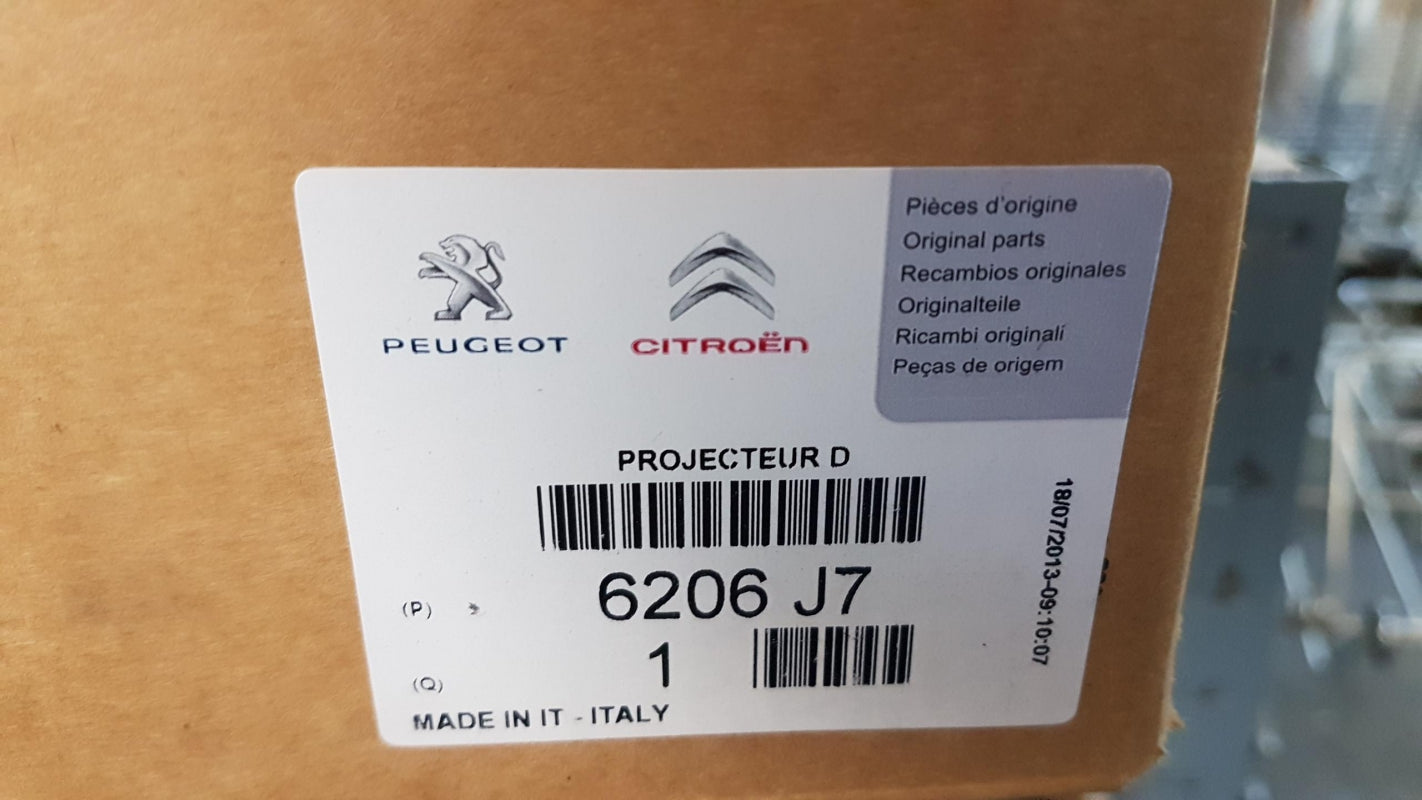 PEUGEOT
CITROËN
Pièces d'origine
Original parts
Recambios originales
Originalteile
Ricambi originali
Peças de origem
PROJECTEUR D
(P) 6206 J7
(Q) 1
MADE IN IT - ITALY
18/07/2013-09:10:07